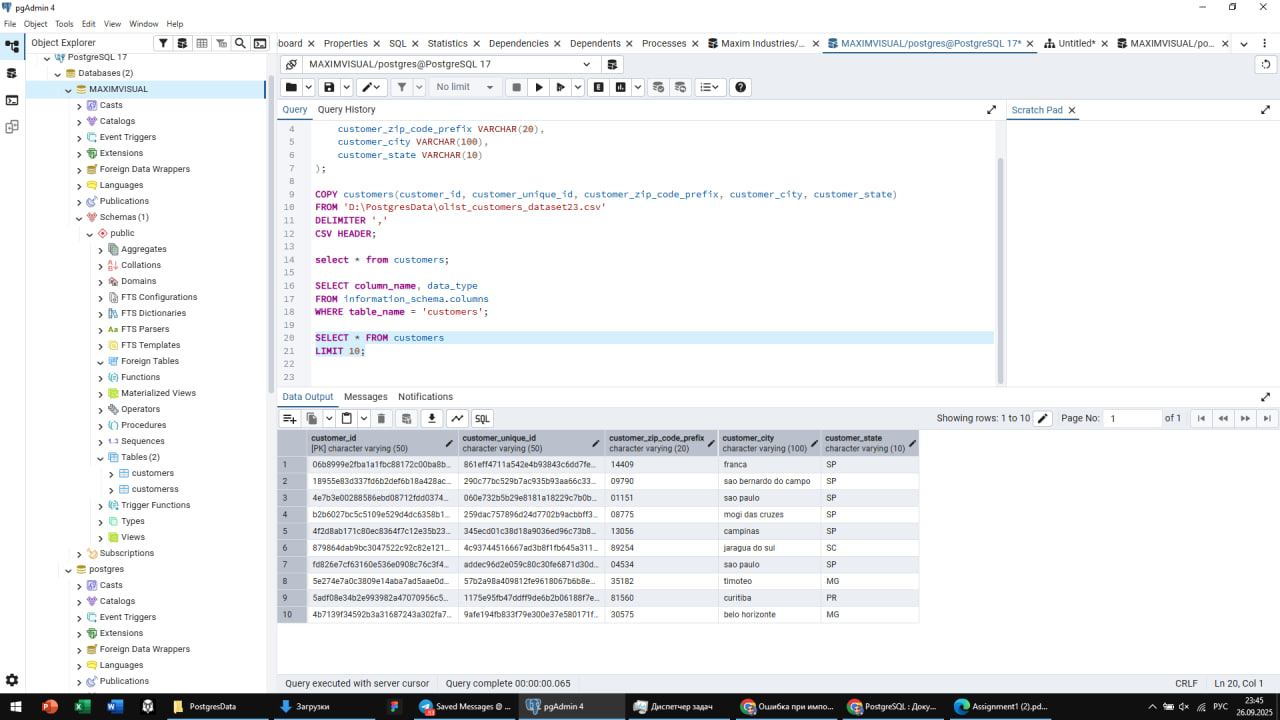 pgAdmin 4
File Object Tools Edit View Window Help
Object Explorer
board Properties SQL Statistics Dependencies Dependents Processes Maxim Industries/... MAXIMVISUAL/postgres@PostgreSQL 17* Untitled* MAXIMVISUAL/po...
MAXIMVISUAL/postgres@PostgreSQL 17
No limit
Query Query History
Scratch Pad
PostgreSQL 17
Databases (2)
MAXIMVISUAL
Casts
Catalogs
Event Triggers
Extensions
Foreign Data Wrappers
Languages
Publications
Schemas (1)
public
Aggregates
Collations
Domains
FTS Configurations
FTS Dictionaries
FTS Parsers
FTS Templates
Foreign Tables
Functions
Materialized Views
Operators
Procedures
1..3 Sequences
Tables (2)
customers
customerss
Trigger Functions
Types
Views
Subscriptions
postgres
Casts
Catalogs
Event Triggers
Extensions
Foreign Data Wrappers
Languages
Publications
4 customer_zip_code_prefix VARCHAR(20),
5 customer_city VARCHAR(100),
6 customer_state VARCHAR(10)
7 );
8
9 COPY customers(customer_id, customer_unique_id, customer_zip_code_prefix, customer_city, customer_state)
10 FROM 'D:\PostgresData\olist_customers_dataset23.csv'
11 DELIMITER ','
12 CSV HEADER;
13
14 select * from customers;
15
16 SELECT column_name, data_type
17 FROM information_schema.columns
18 WHERE table_name = 'customers';
19
20 SELECT * FROM customers
21 LIMIT 10;
22
23
Data Output Messages Notifications
SQL
Showing rows: 1 to 10 Page No: 1 of 1
customer_id customer_unique_id customer_zip_code_prefix customer_city customer_state
[PK] character varying (50) character varying (50) character varying (20) character varying (100) character varying (10)
1 06b8999e2fba1a1fbc88172c00ba8b... 861eff4711a542e4b93843c6dd7fe... 14409 franca SP
2 18955e83d337fd6b2def6b18a428ac... 290c77bc529b7ac935b93aa66c33... 09790 sao bernardo do campo SP
3 4e7b3e00288586ebd08712fdd0374... 060e732b5b29e8181a18229c7b0b... 01151 sao paulo SP
4 b2b6027bc5c5109e529d4dc6358b1... 259dac757896d24d7702b9acbbff3... 08775 mogi das cruzes SP
5 4f2d8ab171c80ec8364f7c12e35b23... 345ecd01c38d18a9036ed96c73b8... 13056 campinas SP
6 879864dab9bc3047522c92c82e121... 4c93744516667ad3b8f1fb645a311... 89254 jaragua do sul SC
7 fd826e7cf63160e536e0908c76c3f4... addec96d2e059c80c30fe6871d30d... 04534 sao paulo SP
8 5e274e7a0c3809e14aba7ad5aae0d... 57b2a98a409812fe9618067b6b8e... 35182 timoteo MG
9 5adf08e34b2e993982a47070956c5... 1175e95fb47ddff9de6b2b06188f7e... 81560 curitiba PR
10 4b7139f34592b3a31687243a302fa7... 9afe194fb833f79e300e37e580171f... 30575 belo horizonte MG
Query executed with server cursor Query complete 00:00:00.065
CRLF Ln 20, Col 1
PostgresData Загрузки Saved Messages @ ... pgAdmin 4 Диспетчер задач Ошибка при импо... PostgreSQL : Доку... Assignment1 (2).pd... РУС 23:45
26.09.2025